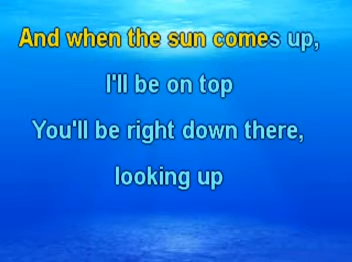 And when the sun comes up,
I'll be on top
You'll be right down there,
looking up